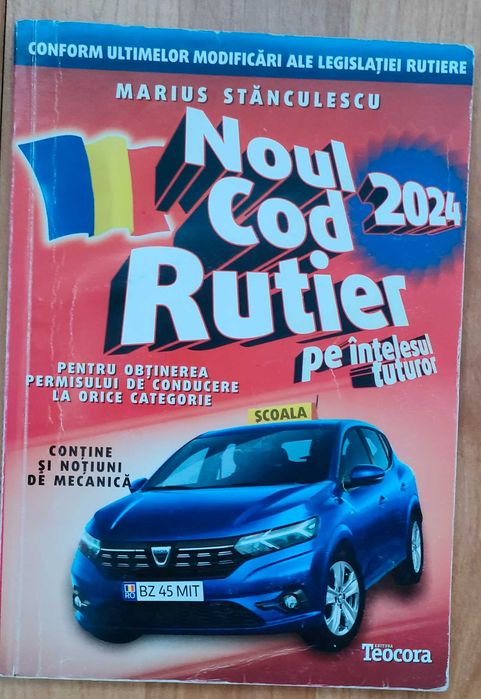 CONFORM ULTIMELOR MODIFICĂRI ALE LEGISLAȚIEI RUTIERE
MARIUS STĂNCULESCU
Noul
Cod
2024
Rutier
pe înțelesul
tuturor
PENTRU OBȚINEREA
PERMISULUI DE CONDUCERE
LA ORICE CATEGORIE
ȘCOALA
CONȚINE
ȘI NOȚIUNI
DE MECANICĂ
RO
BZ 45 MIT
EDITURA
Teocora